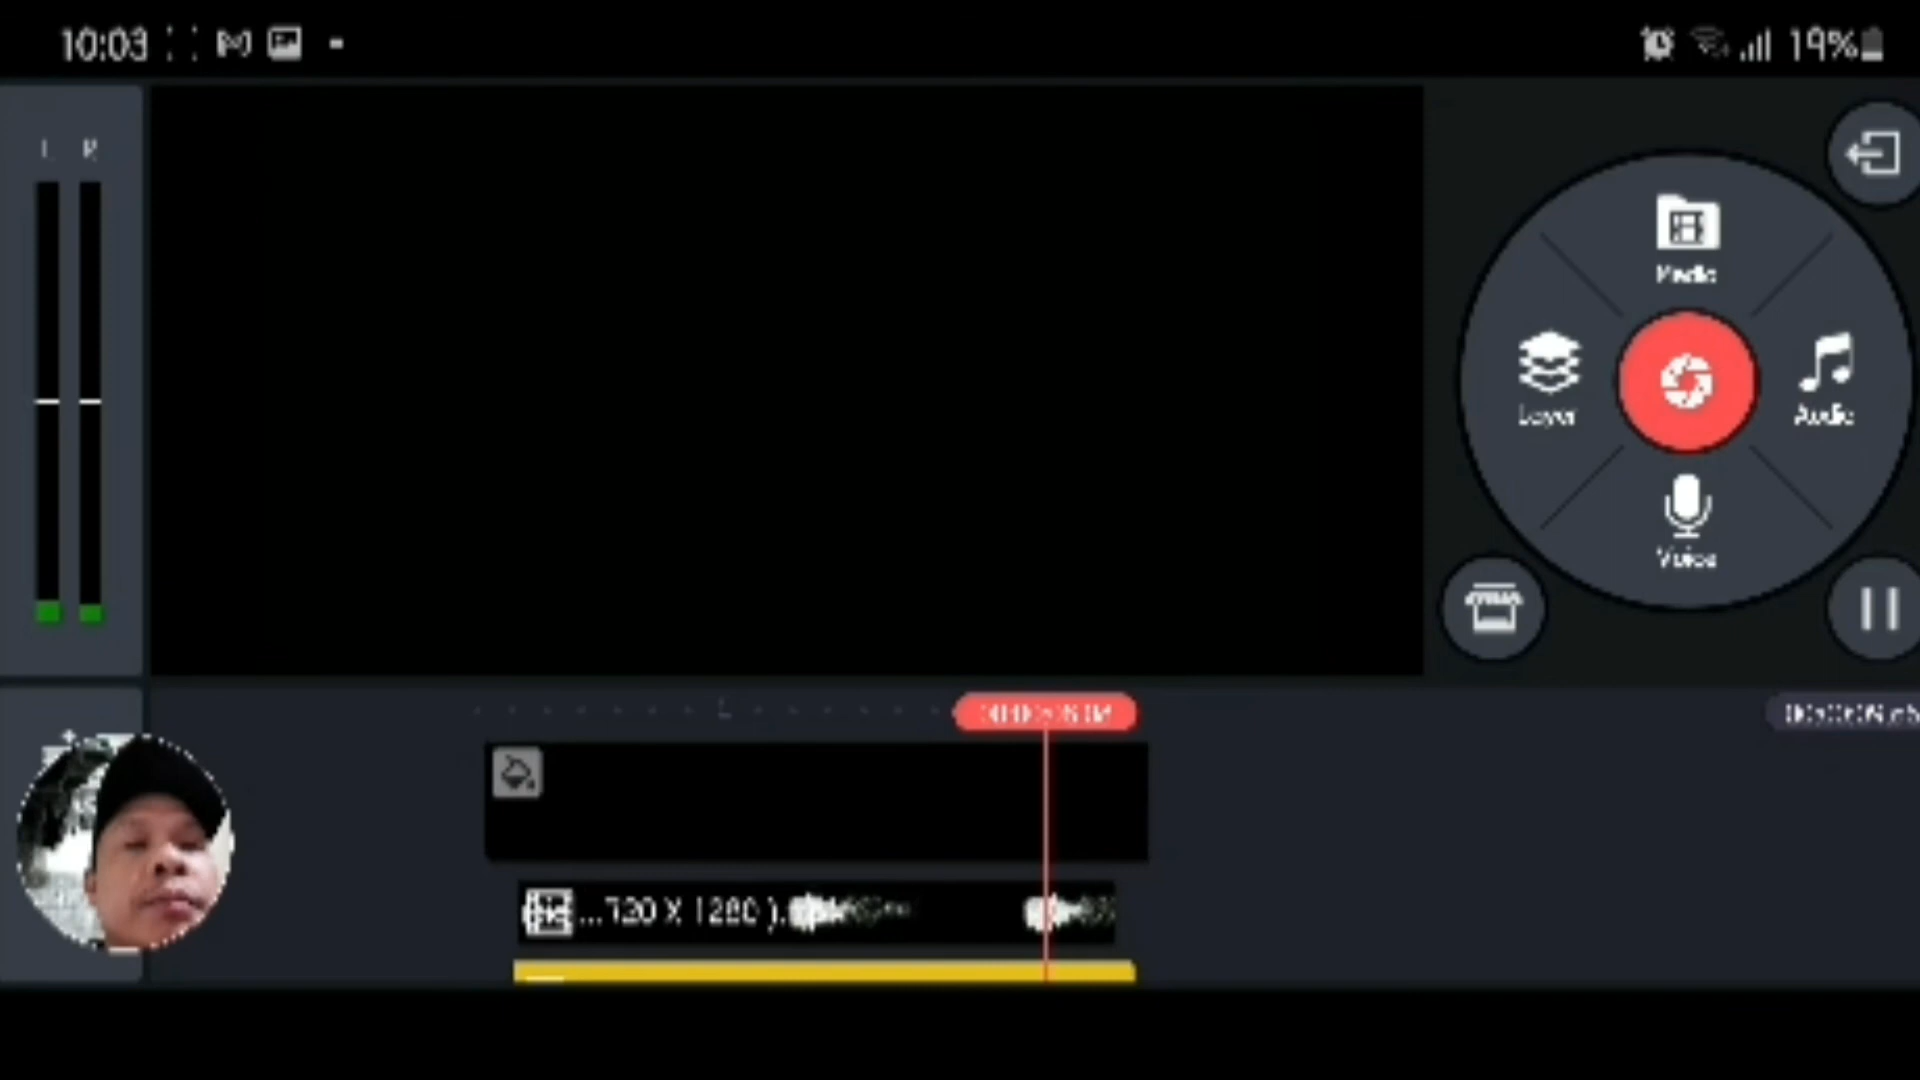 10:03
19%
L R
Media
Layer
Audio
Voice
...720 X 1280 ).